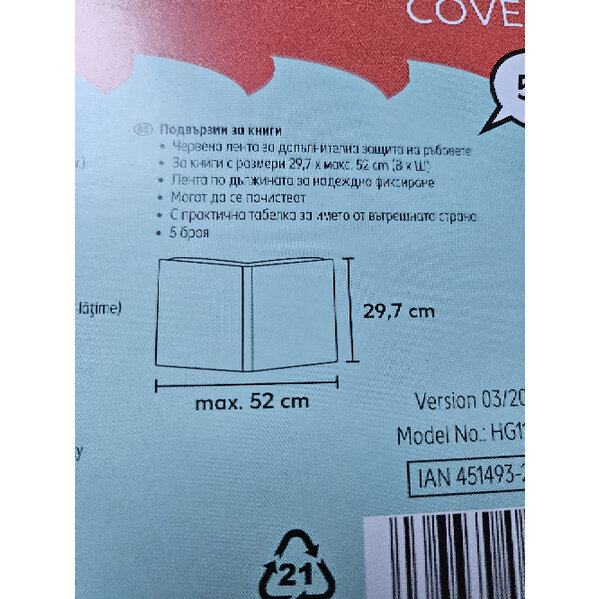 COVE
5
BG Подвързии за книги
• Червена лента за допълнителна защита на ръбовете
• За книги с размери 29,7 x макс. 52 cm (В x Ш)
• Лента по дължината за надеждно фиксиране
• Могат да се почистват
• С практична табелка за името от вътрешната страна
• 5 броя
lățime)
29,7 cm
max. 52 cm
Version 03/20
Model No.: HG1
IAN 451493-2
y
21